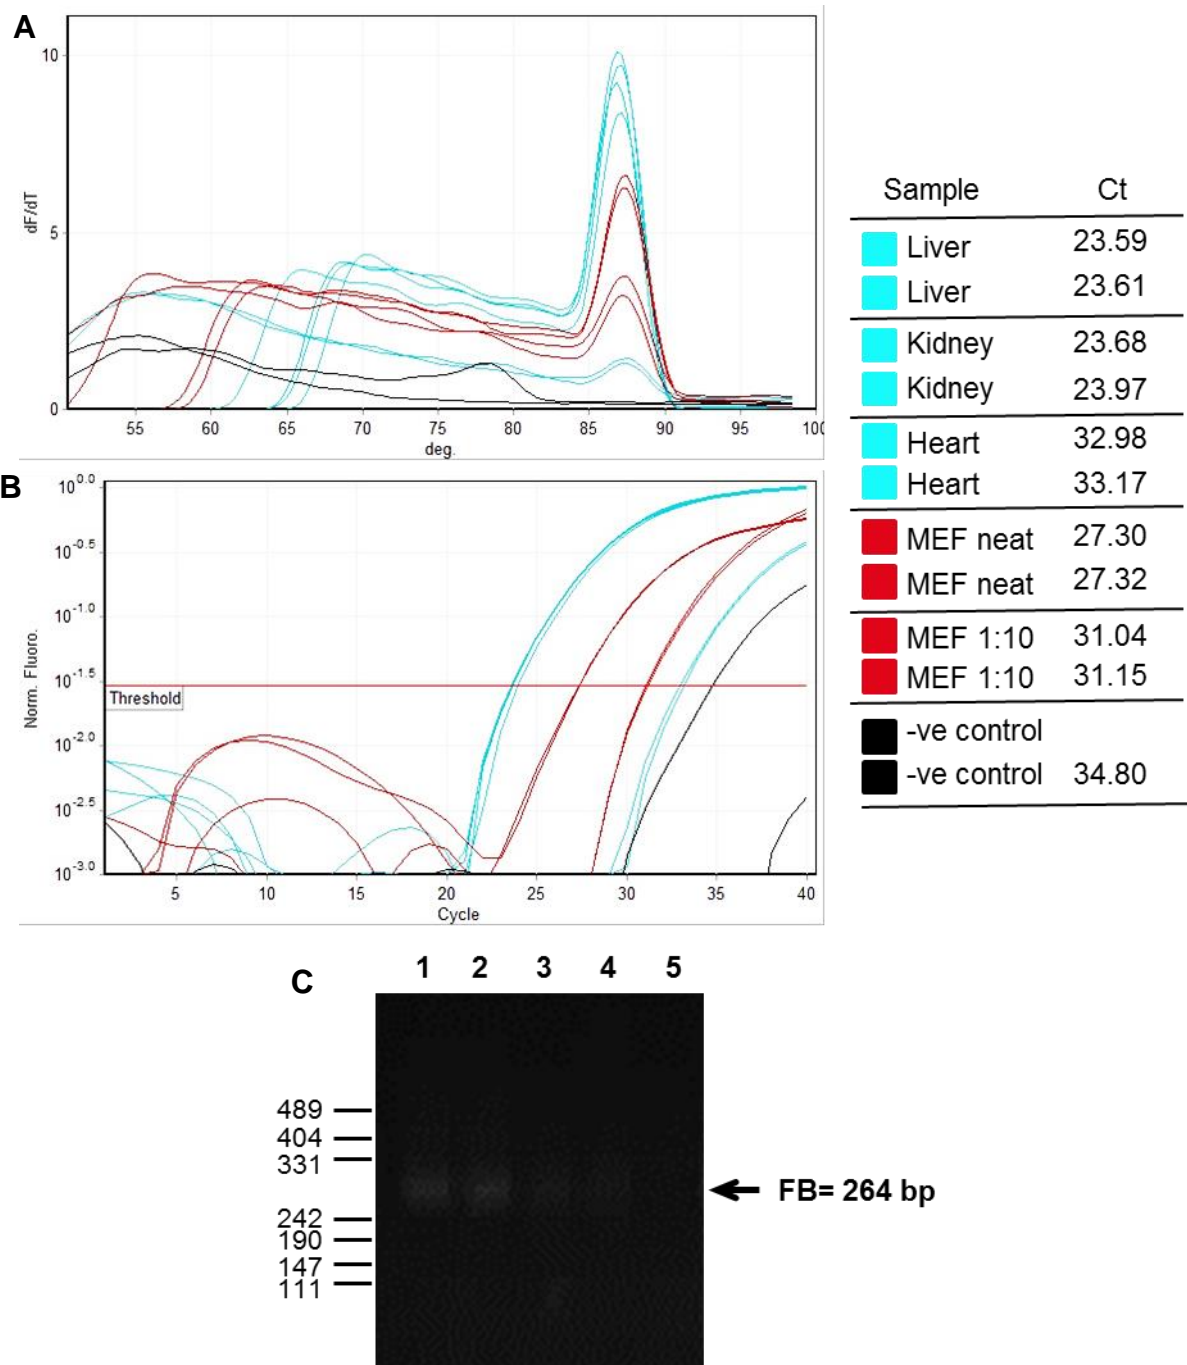 A
10
5
0
dF/dT
55 60 65 70 75 80 85 90 95 100
deg.
B
10^0.0
10^-0.5
10^-1.0
10^-1.5
10^-2.0
10^-2.5
10^-3.0
Norm. Fluoro.
Threshold
5 10 15 20 25 30 35 40
Cycle
Sample Ct
Liver 23.59
Liver 23.61
Kidney 23.68
Kidney 23.97
Heart 32.98
Heart 33.17
MEF neat 27.30
MEF neat 27.32
MEF 1:10 31.04
MEF 1:10 31.15
-ve control
-ve control 34.80
C
1 2 3 4 5
489
404
331
242
190
147
111
FB= 264 bp